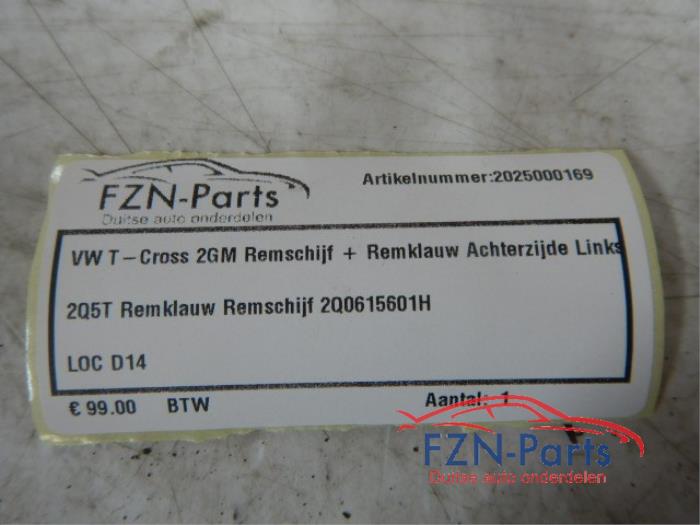 FZN-Parts
Duitse auto onderdelen
Artikelnummer:2025000169
VW T-Cross 2GM Remschijf + Remklauw Achterzijde Links
2Q5T Remklauw Remschijf 2Q0615601H
LOC D14
€ 99.00 BTW Aantal: 1
FZN-Parts
Duitse auto onderdelen